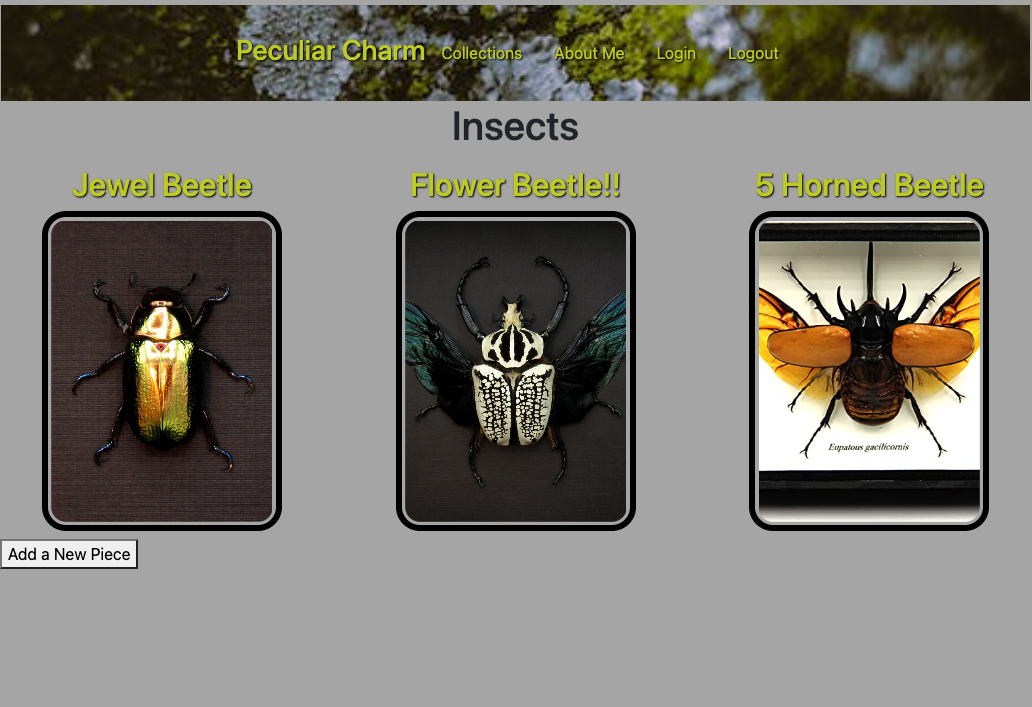 Peculiar Charm Collections About Me Login Logout
Insects
Jewel Beetle Flower Beetle!! 5 Horned Beetle
Eupatous gacilicornis
Add a New Piece